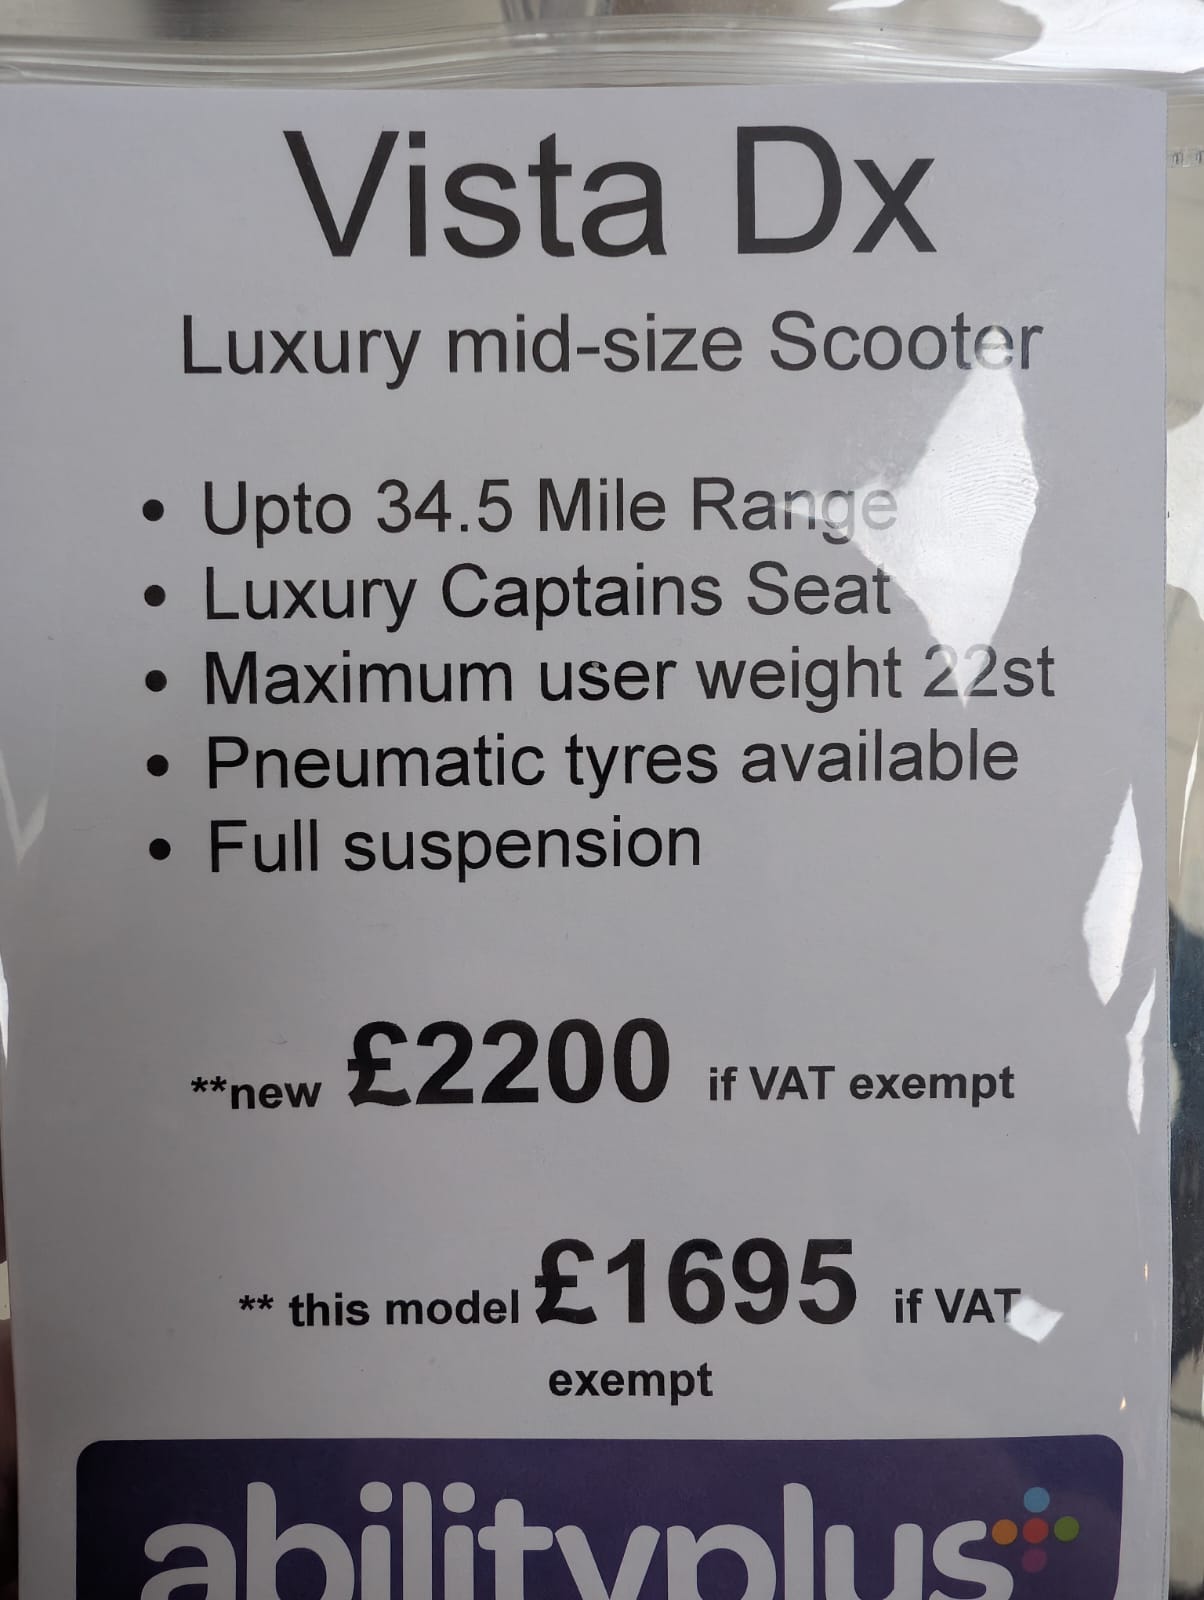 Vista Dx
Luxury mid-size Scooter
• Upto 34.5 Mile Range
• Luxury Captains Seat
• Maximum user weight 22st
• Pneumatic tyres available
• Full suspension
**new £2200 if VAT exempt
** this model £1695 if VAT
exempt
abilityplus